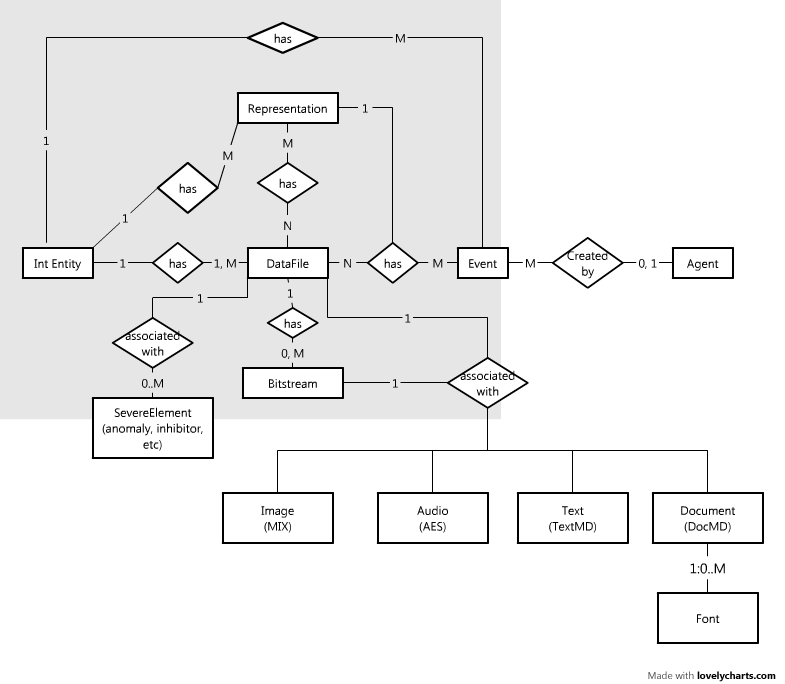 has
M
1
Representation
1
M
M
has
has
1
N
Int Entity
1
has
1, M
DataFile
N
has
M
Event
M
Created
by
0, 1
Agent
1
1
has
1
associated
with
0, M
0..M
Bitstream
1
associated
with
SevereElement
(anomaly, inhibitor,
etc)
Image
(MIX)
Audio
(AES)
Text
(TextMD)
Document
(DocMD)
1:0..M
Font
Made with lovelycharts.com